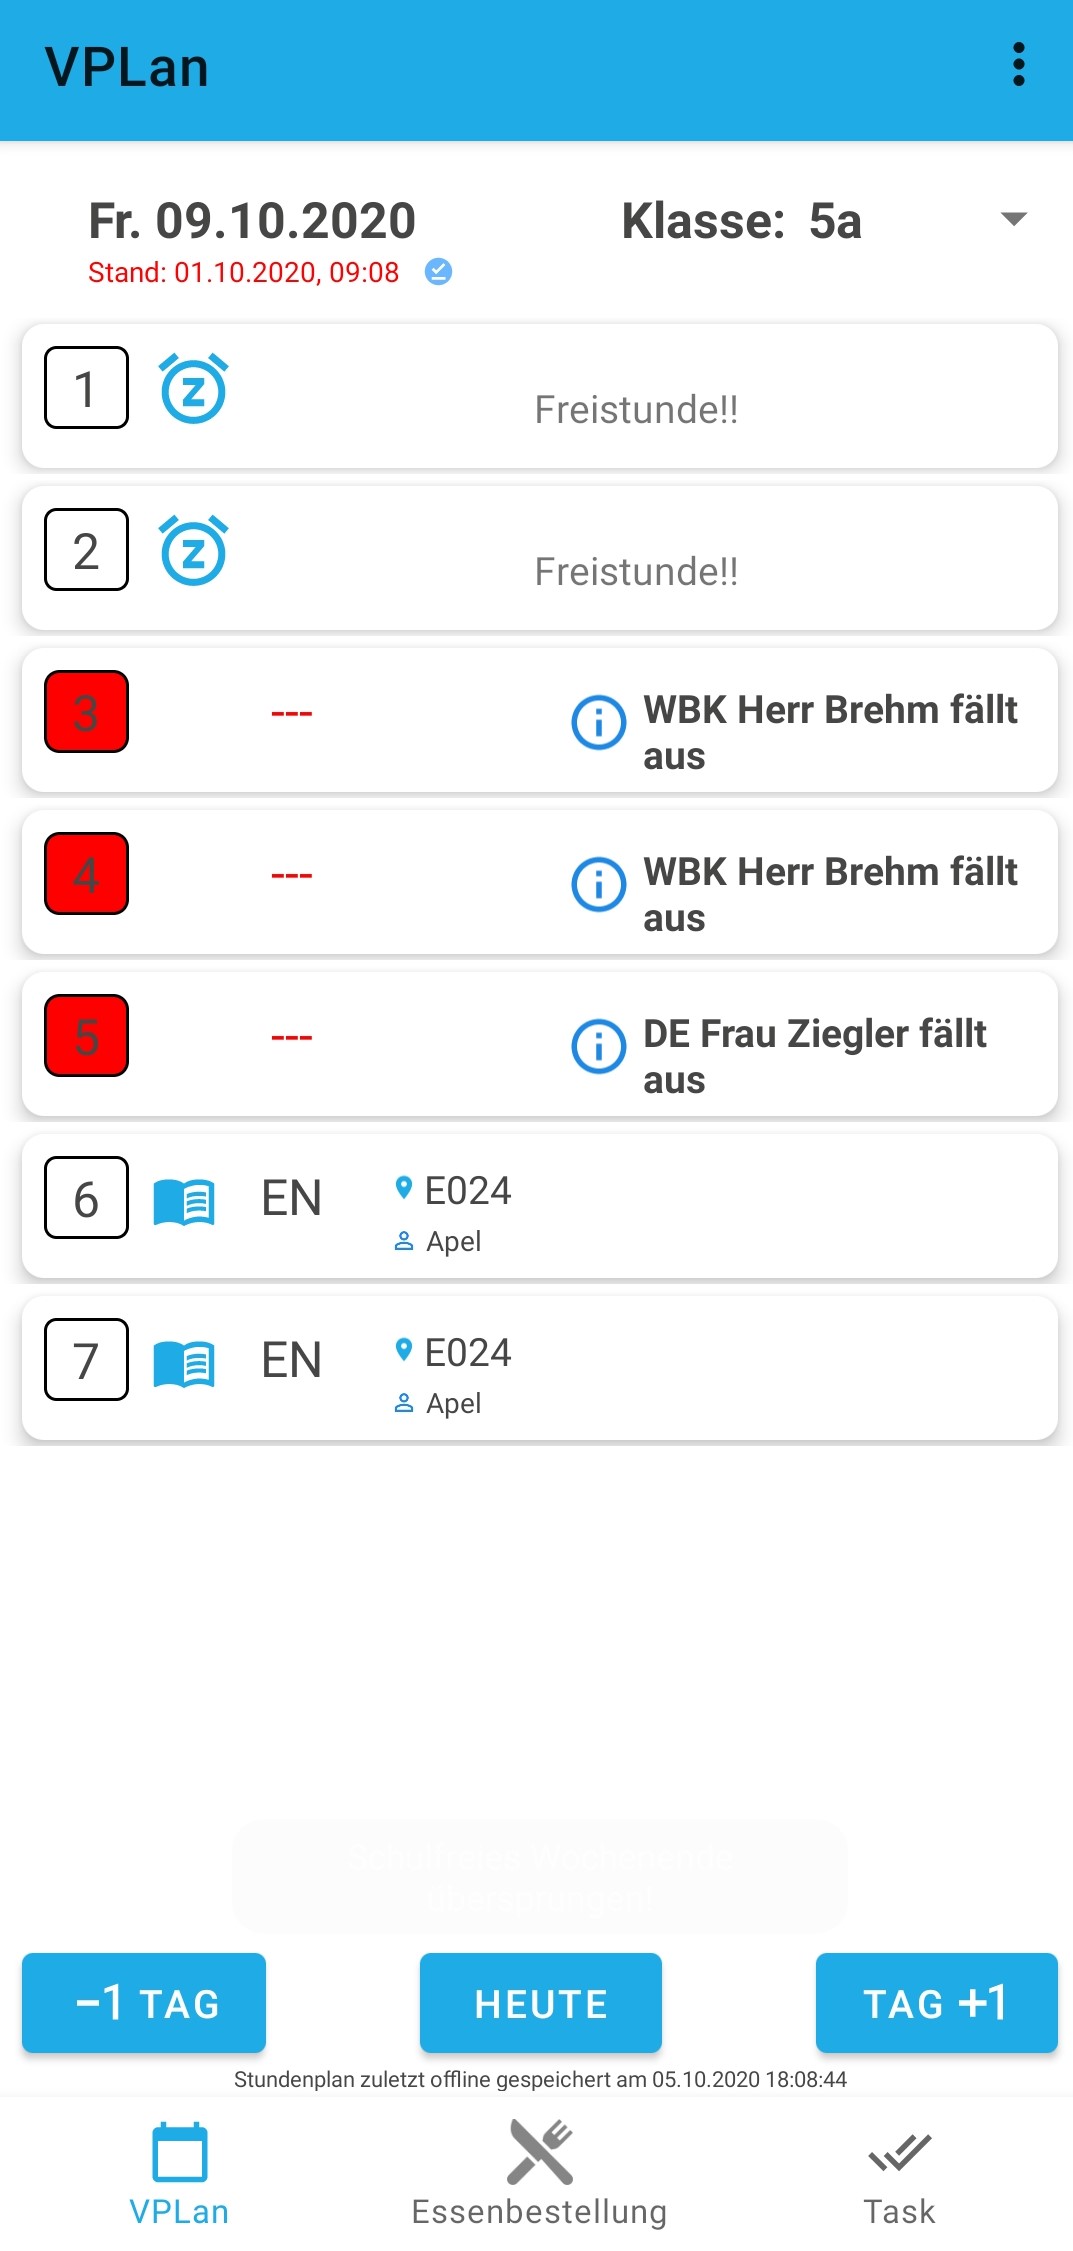 VPLan
Fr. 09.10.2020 Klasse: 5a
Stand: 01.10.2020, 09:08
1 Freistunde!!
2 Freistunde!!
3 --- WBK Herr Brehm fällt
aus
4 --- WBK Herr Brehm fällt
aus
5 --- DE Frau Ziegler fällt
aus
6 EN E024
Apel
7 EN E024
Apel
Schulfreies Wochenende
übersprungen!
−1 TAG HEUTE TAG +1
Stundenplan zuletzt offline gespeichert am 05.10.2020 18:08:44
VPLan Essenbestellung Task